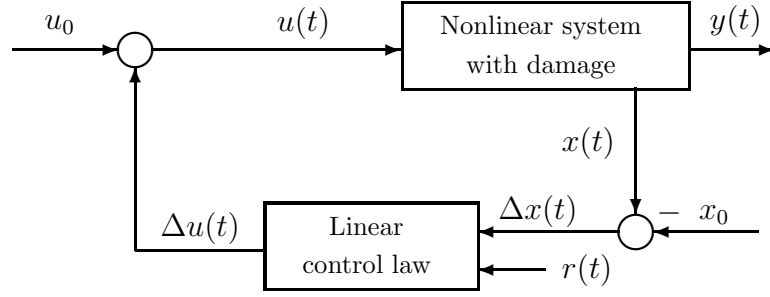 u₀
u(t)
Nonlinear system
with damage
y(t)
x(t)
Δu(t)
Linear
control law
Δx(t)
− x₀
r(t)